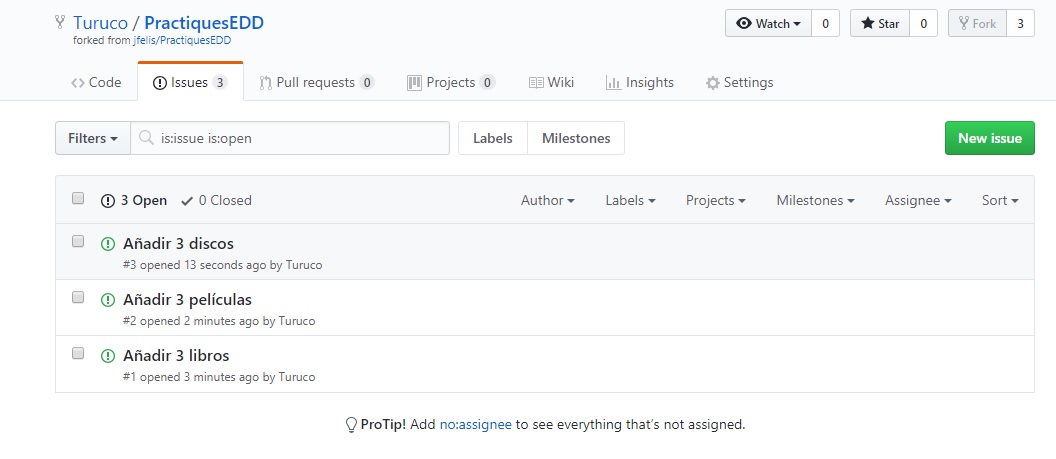 Turuco / PractiquesEDD
forked from jfelis/PractiquesEDD
Watch 0 Star 0 Fork 3
Code Issues 3 Pull requests 0 Projects 0 Wiki Insights Settings
Filters is:issue is:open Labels Milestones New issue
3 Open 0 Closed Author Labels Projects Milestones Assignee Sort
Añadir 3 discos
#3 opened 13 seconds ago by Turuco
Añadir 3 películas
#2 opened 2 minutes ago by Turuco
Añadir 3 libros
#1 opened 3 minutes ago by Turuco
ProTip! Add no:assignee to see everything that’s not assigned.